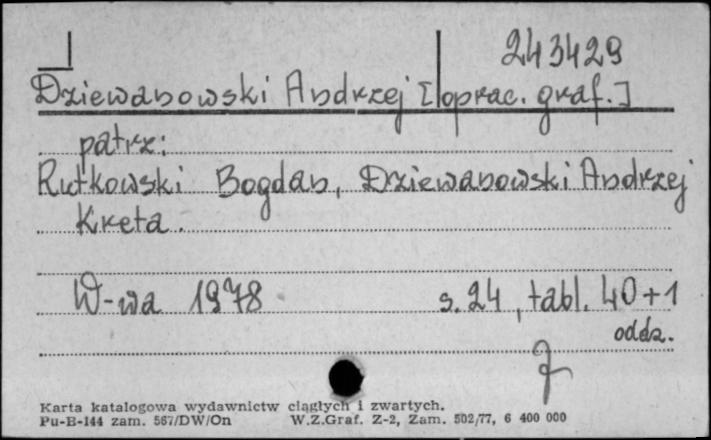 243429
Dziewanowski Andrzej [oprac. graf.]
patrz:
Rutkowski Bogdan, Dziewanowski Andrzej
Kreta.
W-wa 1978 s. 24, tabl. 40+1
oddz.
Karta katalogowa wydawnictw ciągłych i zwartych.
Pu-B-144 zam. 567/DW/On W.Z.Graf. Z-2, Zam. 502/77, 6 400 000